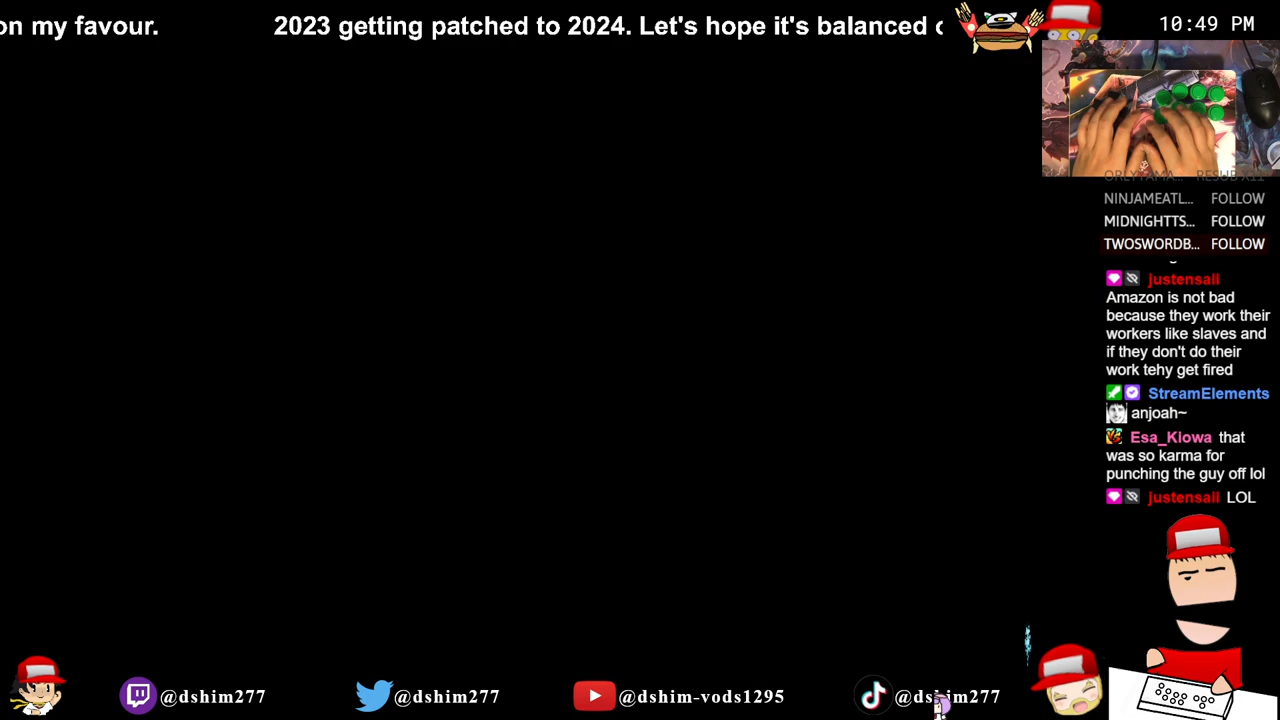 on my favour. 2023 getting patched to 2024. Let's hope it's balanced
10:49 PM
RESUB X11
NINJAMEATL... FOLLOW
MIDNIGHTTS... FOLLOW
TWOSWORDB... FOLLOW
justensall
Amazon is not bad
because they work their
workers like slaves and
if they don't do their
work tehy get fired
StreamElements
anjoah~
Esa_Kiowa that
was so karma for
punching the guy off lol
justensall LOL
@dshim277 @dshim277 @dshim-vods1295 @dshim277